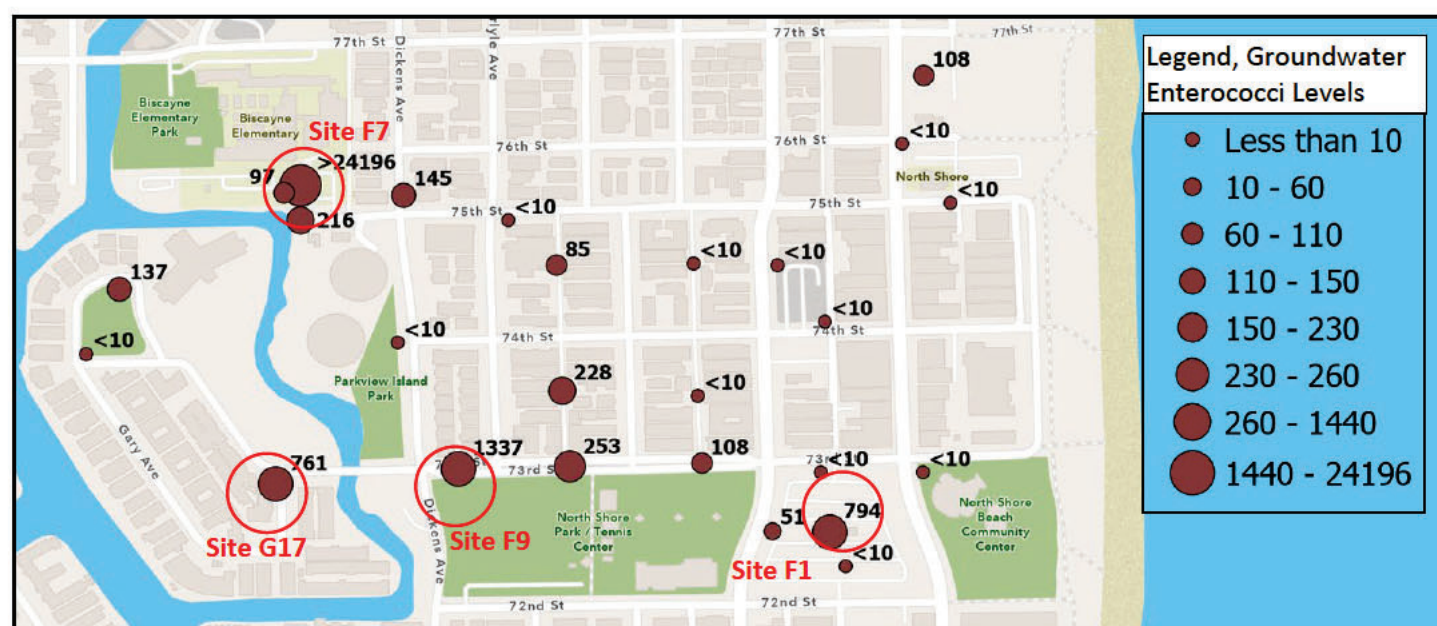 77th St
77th St
77th St
Dickens Ave
lyle Ave
108
Legend, Groundwater
Enterococci Levels
Less than 10
10 - 60
60 - 110
110 - 150
150 - 230
230 - 260
260 - 1440
1440 - 24196
Biscayne
Elementary
Park
Biscayne
Elementary
Site F7
76th St
76th St
<10
>24196
97
145
North Shore
<10
216
75th St
<10
75th St
85
<10
<10
137
<10
<10
74th St
<10
74th St
Parkview Island
Park
228
<10
Gary Ave
761
1337
St
73rd St
253
108
73rd
<10
<10
Site G17
Dickens Ave
Site F9
North Shore
Park / Tennis
Center
51
794
Site F1
<10
North Shore
Beach
Community
Center
72nd St
72nd St